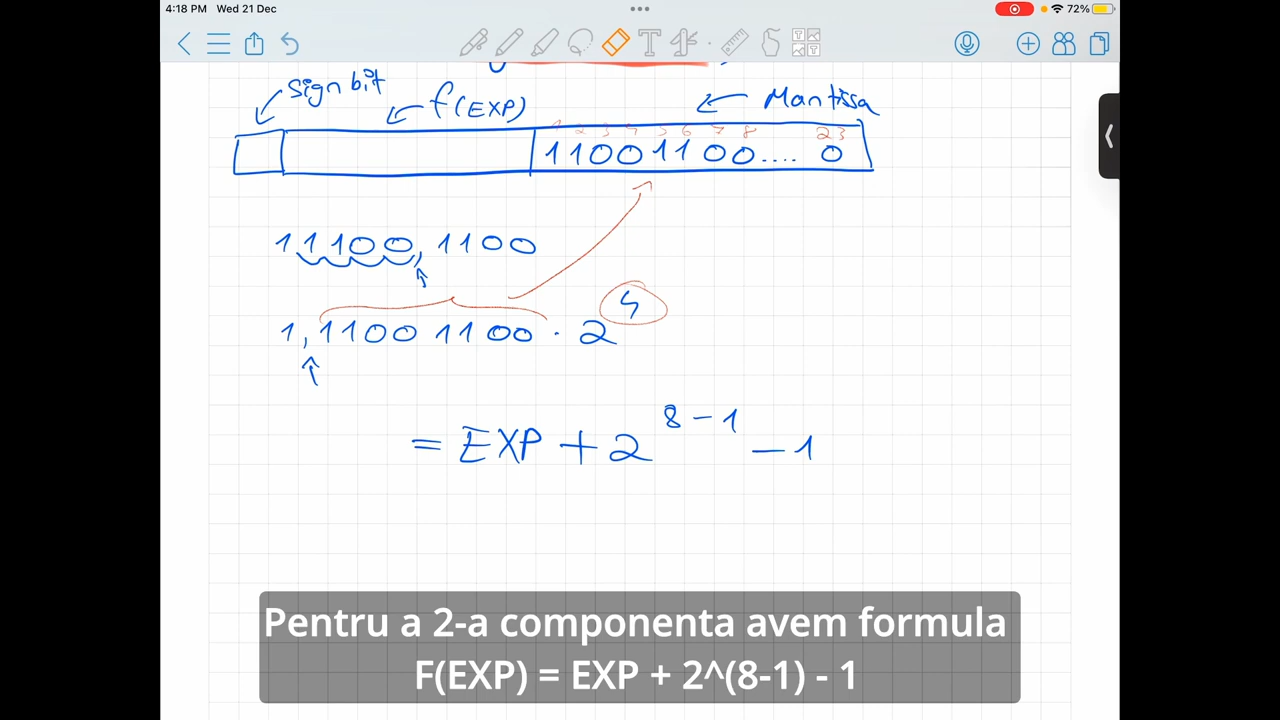 4:18 PM Wed 21 Dec
72%
Sign bit
f(EXP)
Mantissa
1 2 3 4 5 6 7 8 23
11001100.... 0
11100,1100
1,11001100 · 2^4
= EXP + 2^8-1 - 1
Pentru a 2-a componenta avem formula
F(EXP) = EXP + 2^(8-1) - 1